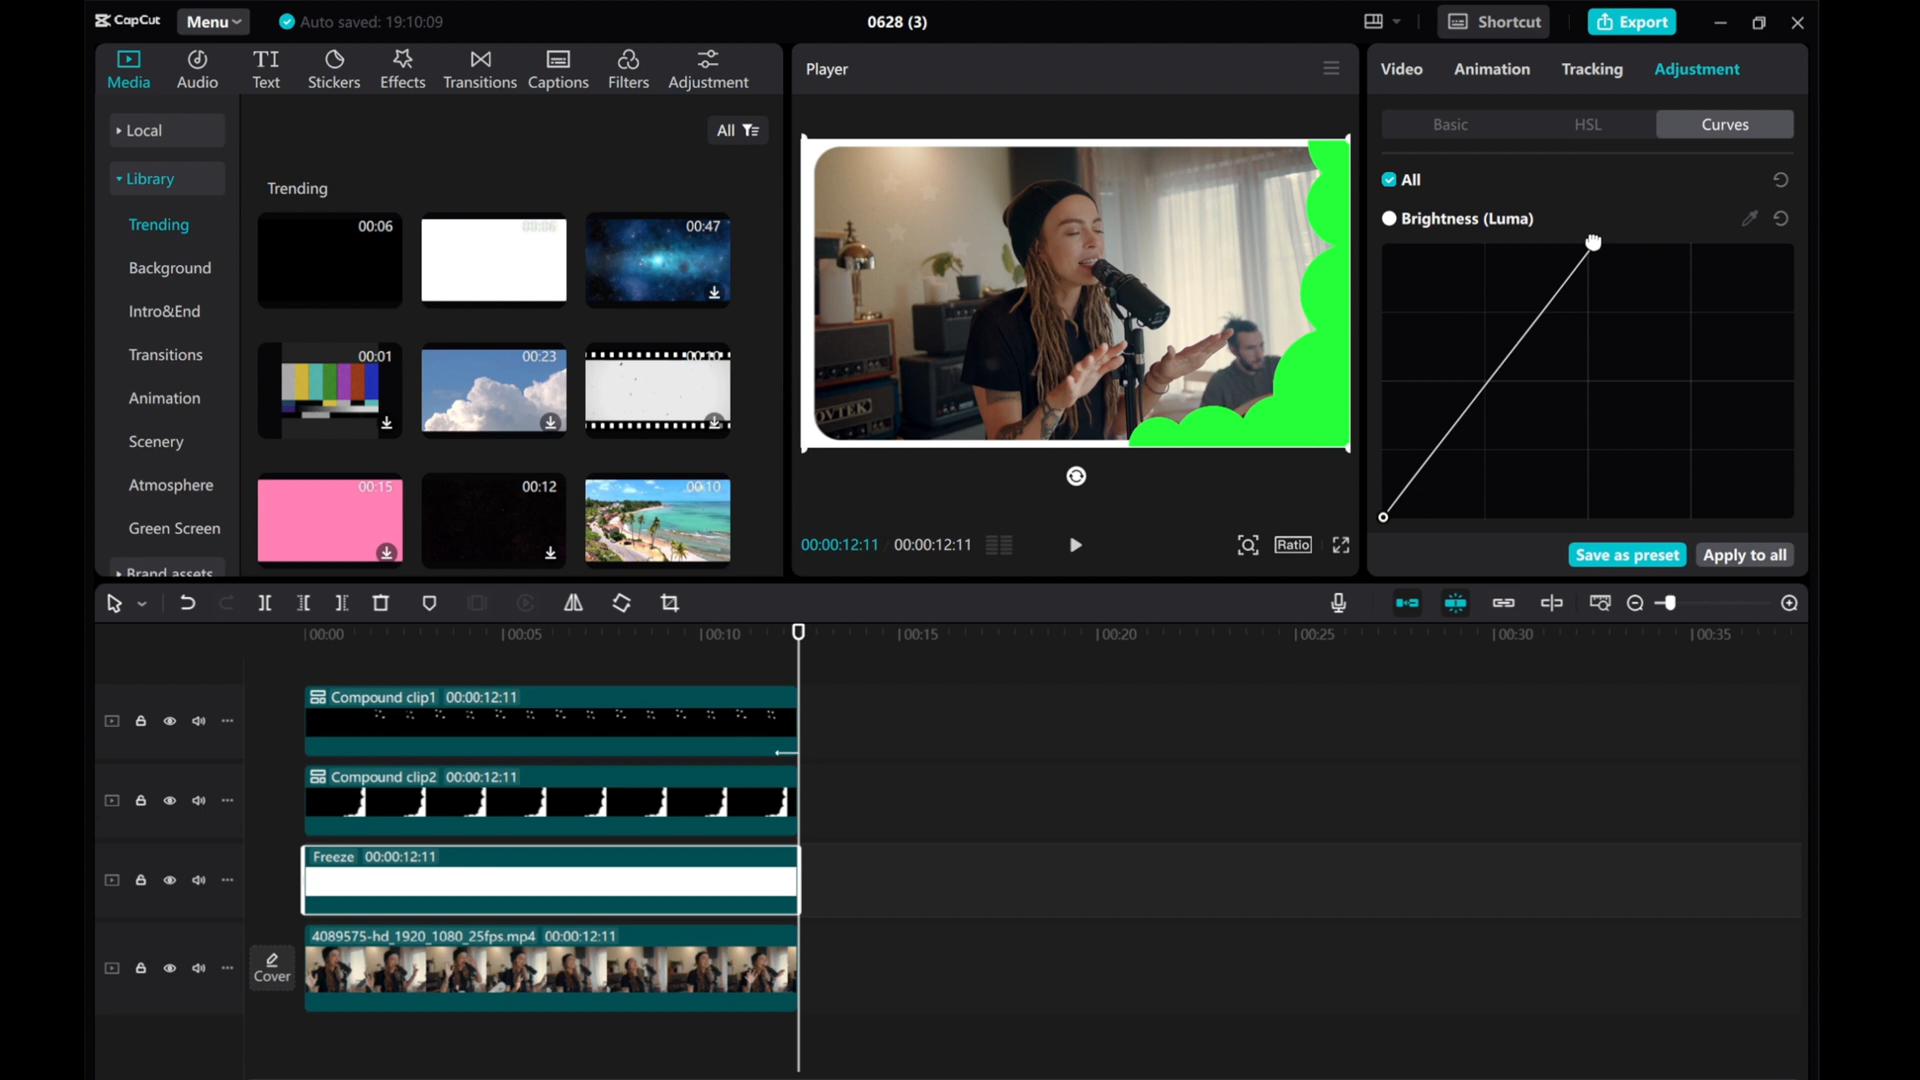 CapCut
Menu
Auto saved: 19:10:09
0628 (3)
Shortcut
Export
Media
Audio
Text
Stickers
Effects
Transitions
Captions
Filters
Adjustment
Local
Library
Trending
Background
Intro&End
Transitions
Animation
Scenery
Atmosphere
Green Screen
Brand assets
All
Trending
00:06
00:06
00:47
00:01
00:23
00:10
00:15
00:12
00:10
Player
OVTEK
00:00:12:11 / 00:00:12:11
Ratio
Video
Animation
Tracking
Adjustment
Basic
HSL
Curves
All
Brightness (Luma)
Save as preset
Apply to all
00:00
00:05
00:10
00:15
00:20
00:25
00:30
00:35
Compound clip1 00:00:12:11
Compound clip2 00:00:12:11
Freeze 00:00:12:11
4089575-hd_1920_1080_25fps.mp4 00:00:12:11
Cover